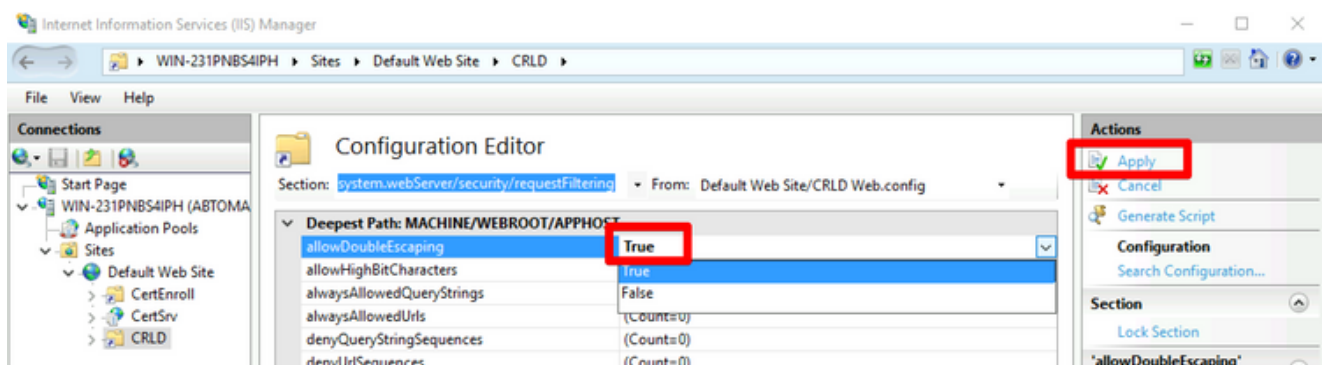 Internet Information Services (IIS) Manager
WIN-231PNBS4IPH ▸ Sites ▸ Default Web Site ▸ CRLD ▸
File View Help
Connections
Start Page
WIN-231PNBS4IPH (ABTOMA
Application Pools
Sites
Default Web Site
CertEnroll
CertSrv
CRLD
Configuration Editor
Section: system.webServer/security/requestFiltering From: Default Web Site/CRLD Web.config
Deepest Path: MACHINE/WEBROOT/APPHOST
allowDoubleEscaping True
allowHighBitCharacters True
alwaysAllowedQueryStrings False
alwaysAllowedUrls (Count=0)
denyQueryStringSequences (Count=0)
denyUrlSequences (Count=0)
Actions
Apply
Cancel
Generate Script
Configuration
Search Configuration...
Section
Lock Section
'allowDoubleEscaping'